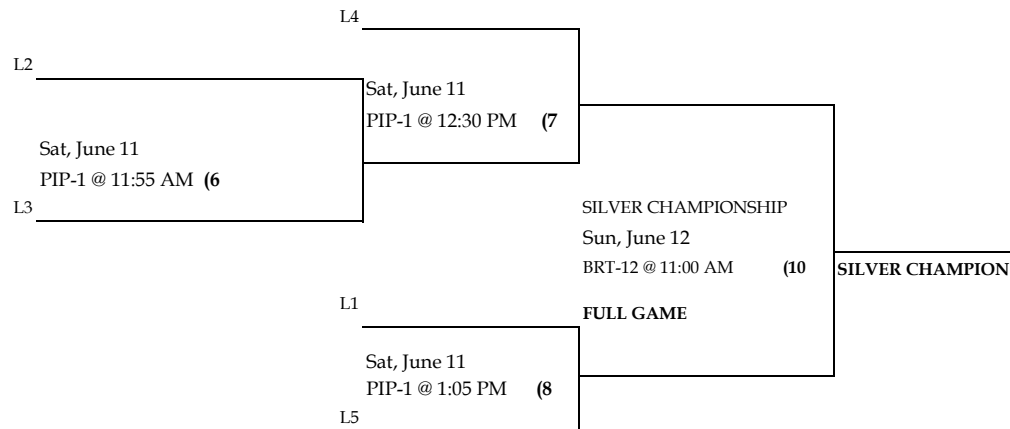 L4
L2
Sat, June 11
PIP-1 @ 12:30 PM (7
Sat, June 11
PIP-1 @ 11:55 AM (6
L3
SILVER CHAMPIONSHIP
Sun, June 12
BRT-12 @ 11:00 AM (10
SILVER CHAMPION
L1
FULL GAME
Sat, June 11
PIP-1 @ 1:05 PM (8
L5